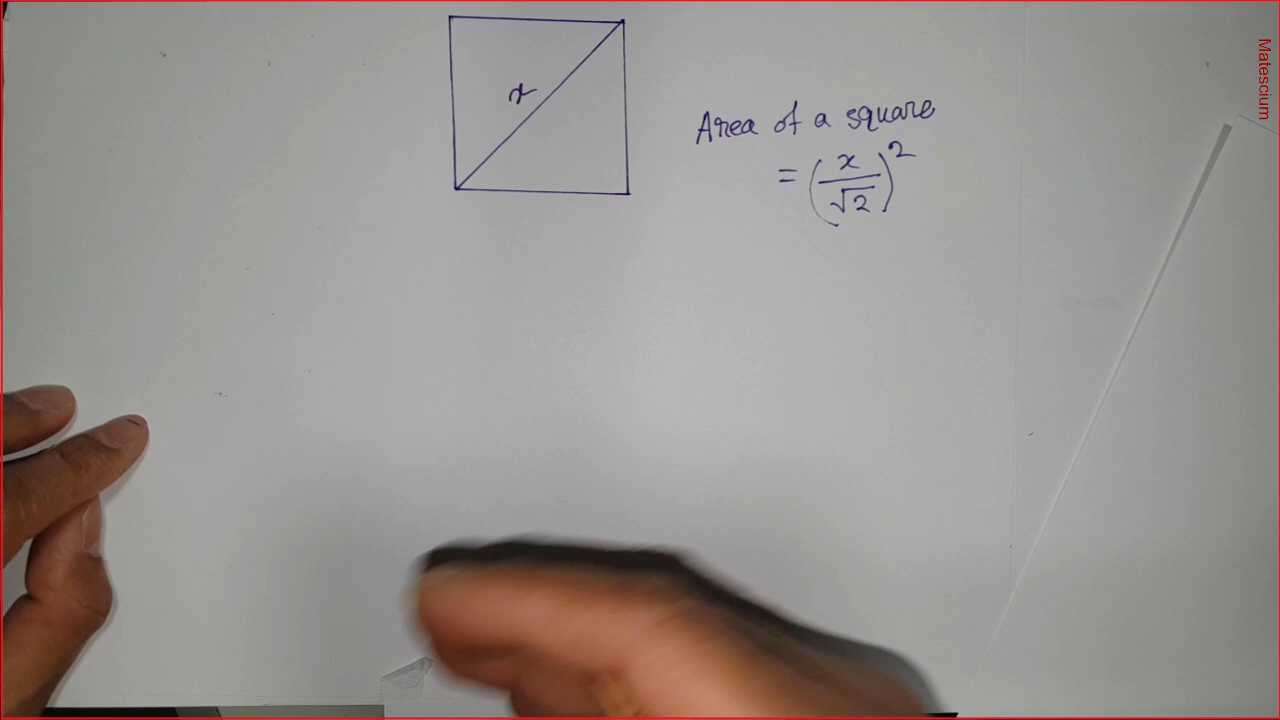 x
Area of a square
= (x/√2)²
Matescium